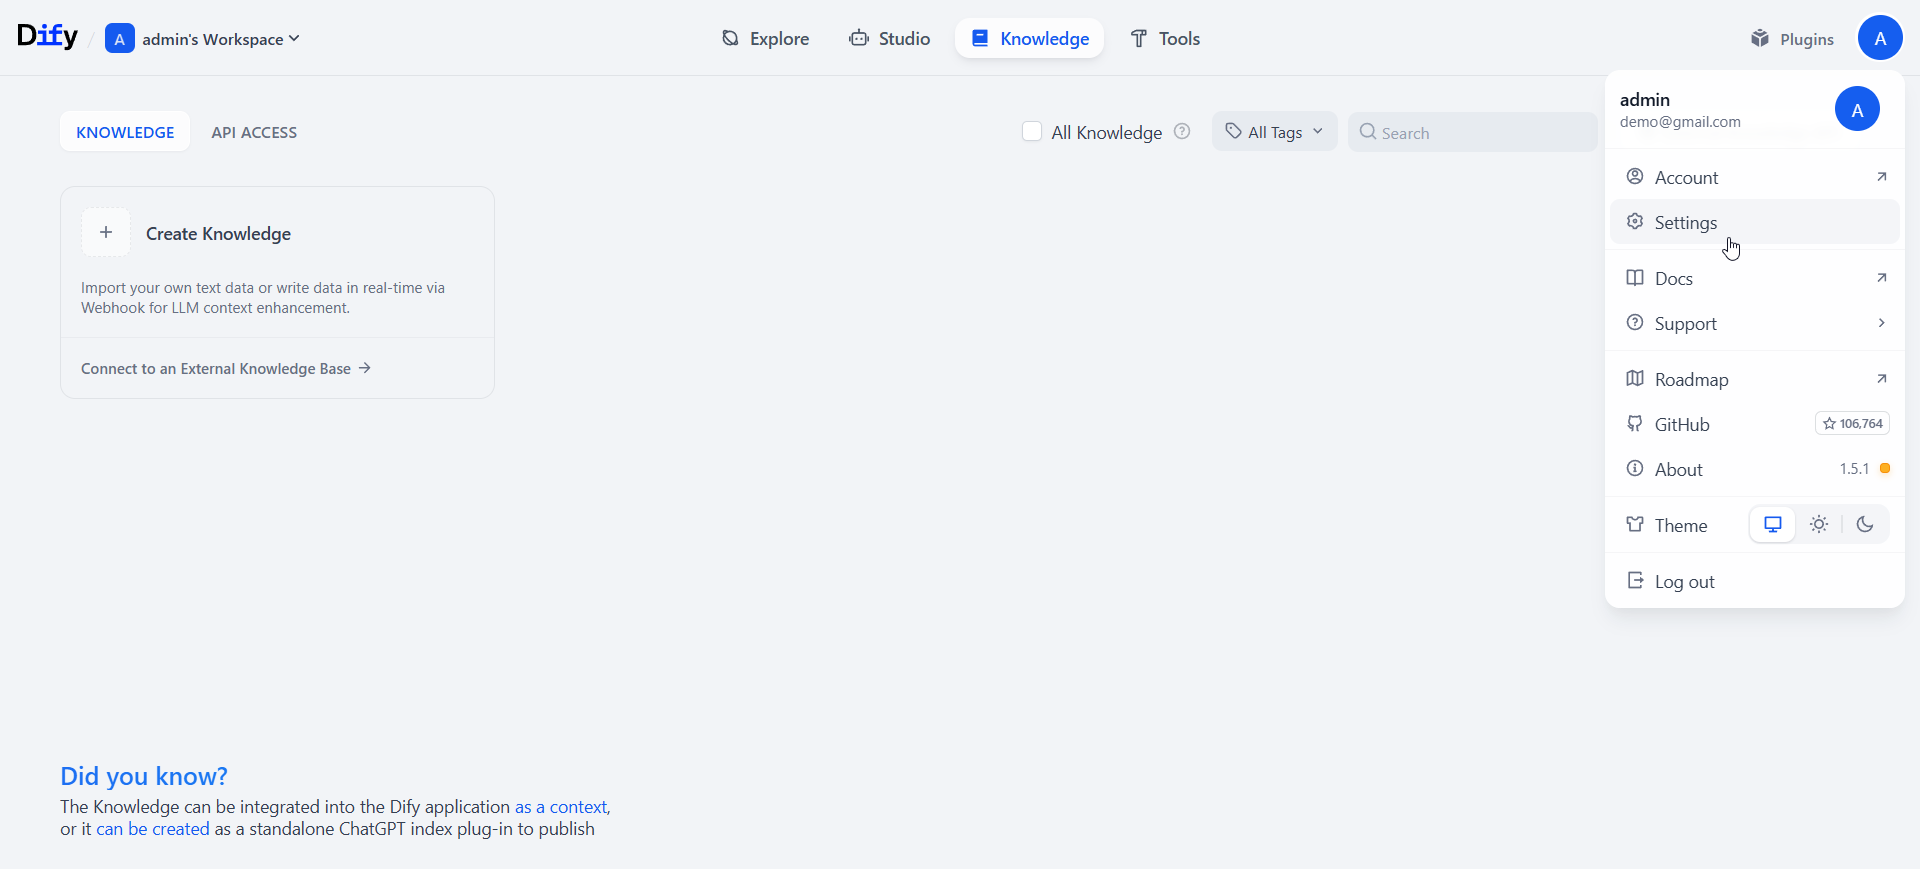 Dify / A admin's Workspace
Explore
Studio
Knowledge
Tools
Plugins
A
KNOWLEDGE
API ACCESS
All Knowledge
All Tags
Search
Create Knowledge
Import your own text data or write data in real-time via
Webhook for LLM context enhancement.
Connect to an External Knowledge Base
admin
demo@gmail.com
A
Account
Settings
Docs
Support
Roadmap
GitHub
106,764
About
1.5.1
Theme
Log out
Did you know?
The Knowledge can be integrated into the Dify application as a context,
or it can be created as a standalone ChatGPT index plug-in to publish